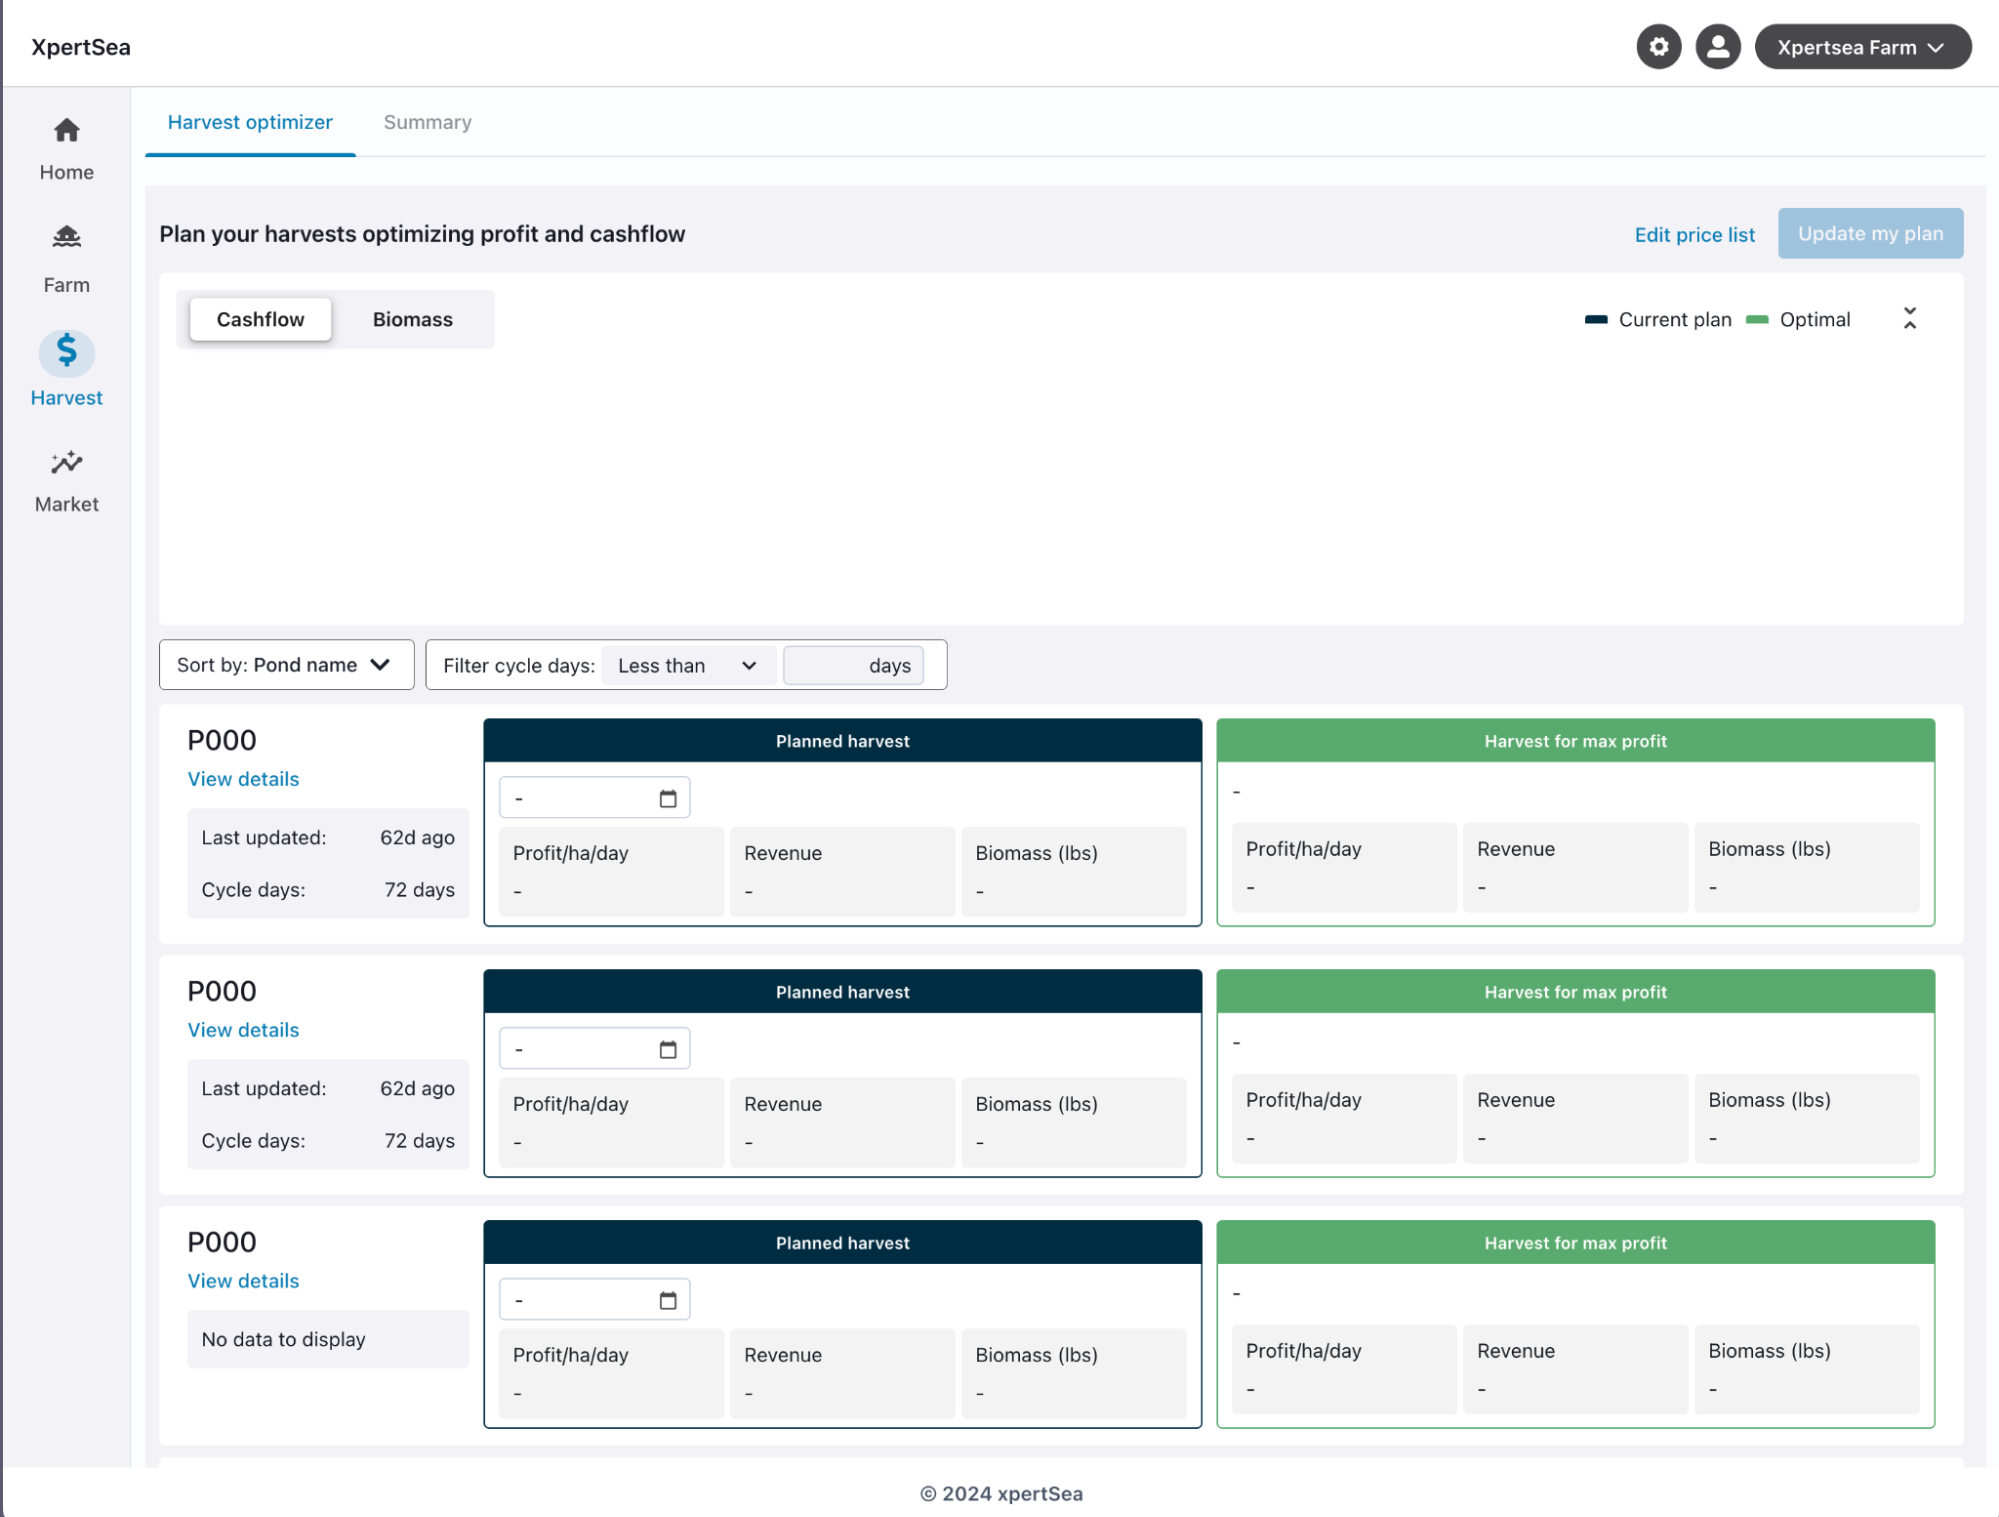 XpertSea
Xpertsea Farm
Home
Farm
$
Harvest
Market
Harvest optimizer Summary
Plan your harvests optimizing profit and cashflow
Edit price list Update my plan
Cashflow Biomass
Current plan Optimal
Sort by: Pond name
Filter cycle days: Less than days
P000
View details
Last updated: 62d ago
Cycle days: 72 days
Planned harvest
-
Profit/ha/day Revenue Biomass (lbs)
- - -
Harvest for max profit
-
Profit/ha/day Revenue Biomass (lbs)
- - -
P000
View details
Last updated: 62d ago
Cycle days: 72 days
Planned harvest
-
Profit/ha/day Revenue Biomass (lbs)
- - -
Harvest for max profit
-
Profit/ha/day Revenue Biomass (lbs)
- - -
P000
View details
No data to display
Planned harvest
-
Profit/ha/day Revenue Biomass (lbs)
- - -
Harvest for max profit
-
Profit/ha/day Revenue Biomass (lbs)
- - -
© 2024 xpertSea